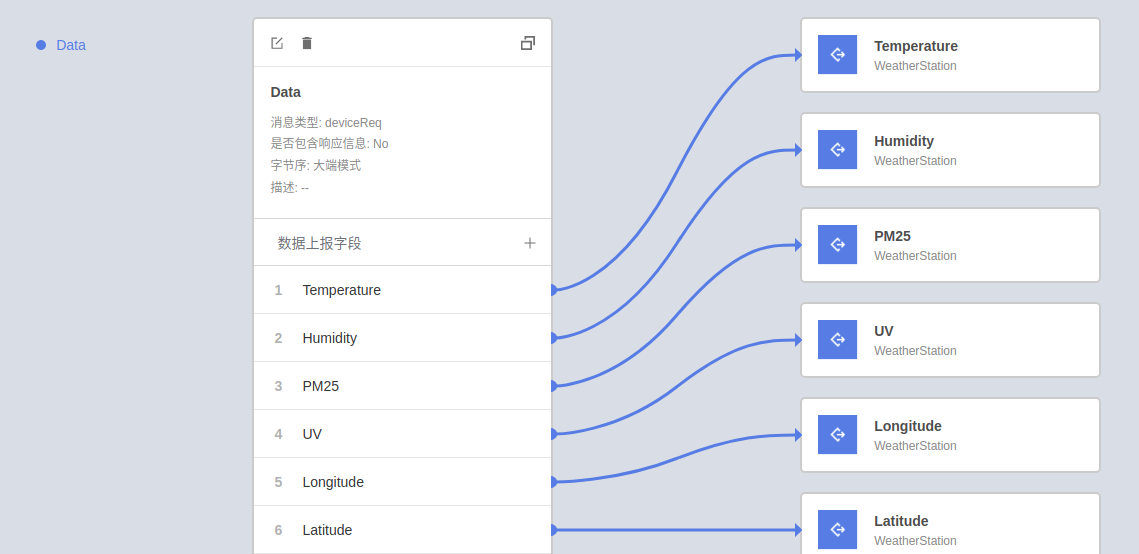 Data
Data
消息类型: deviceReq
是否包含响应信息: No
字节序: 大端模式
描述: --
数据上报字段
1 Temperature
2 Humidity
3 PM25
4 UV
5 Longitude
6 Latitude
Temperature
WeatherStation
Humidity
WeatherStation
PM25
WeatherStation
UV
WeatherStation
Longitude
WeatherStation
Latitude
WeatherStation